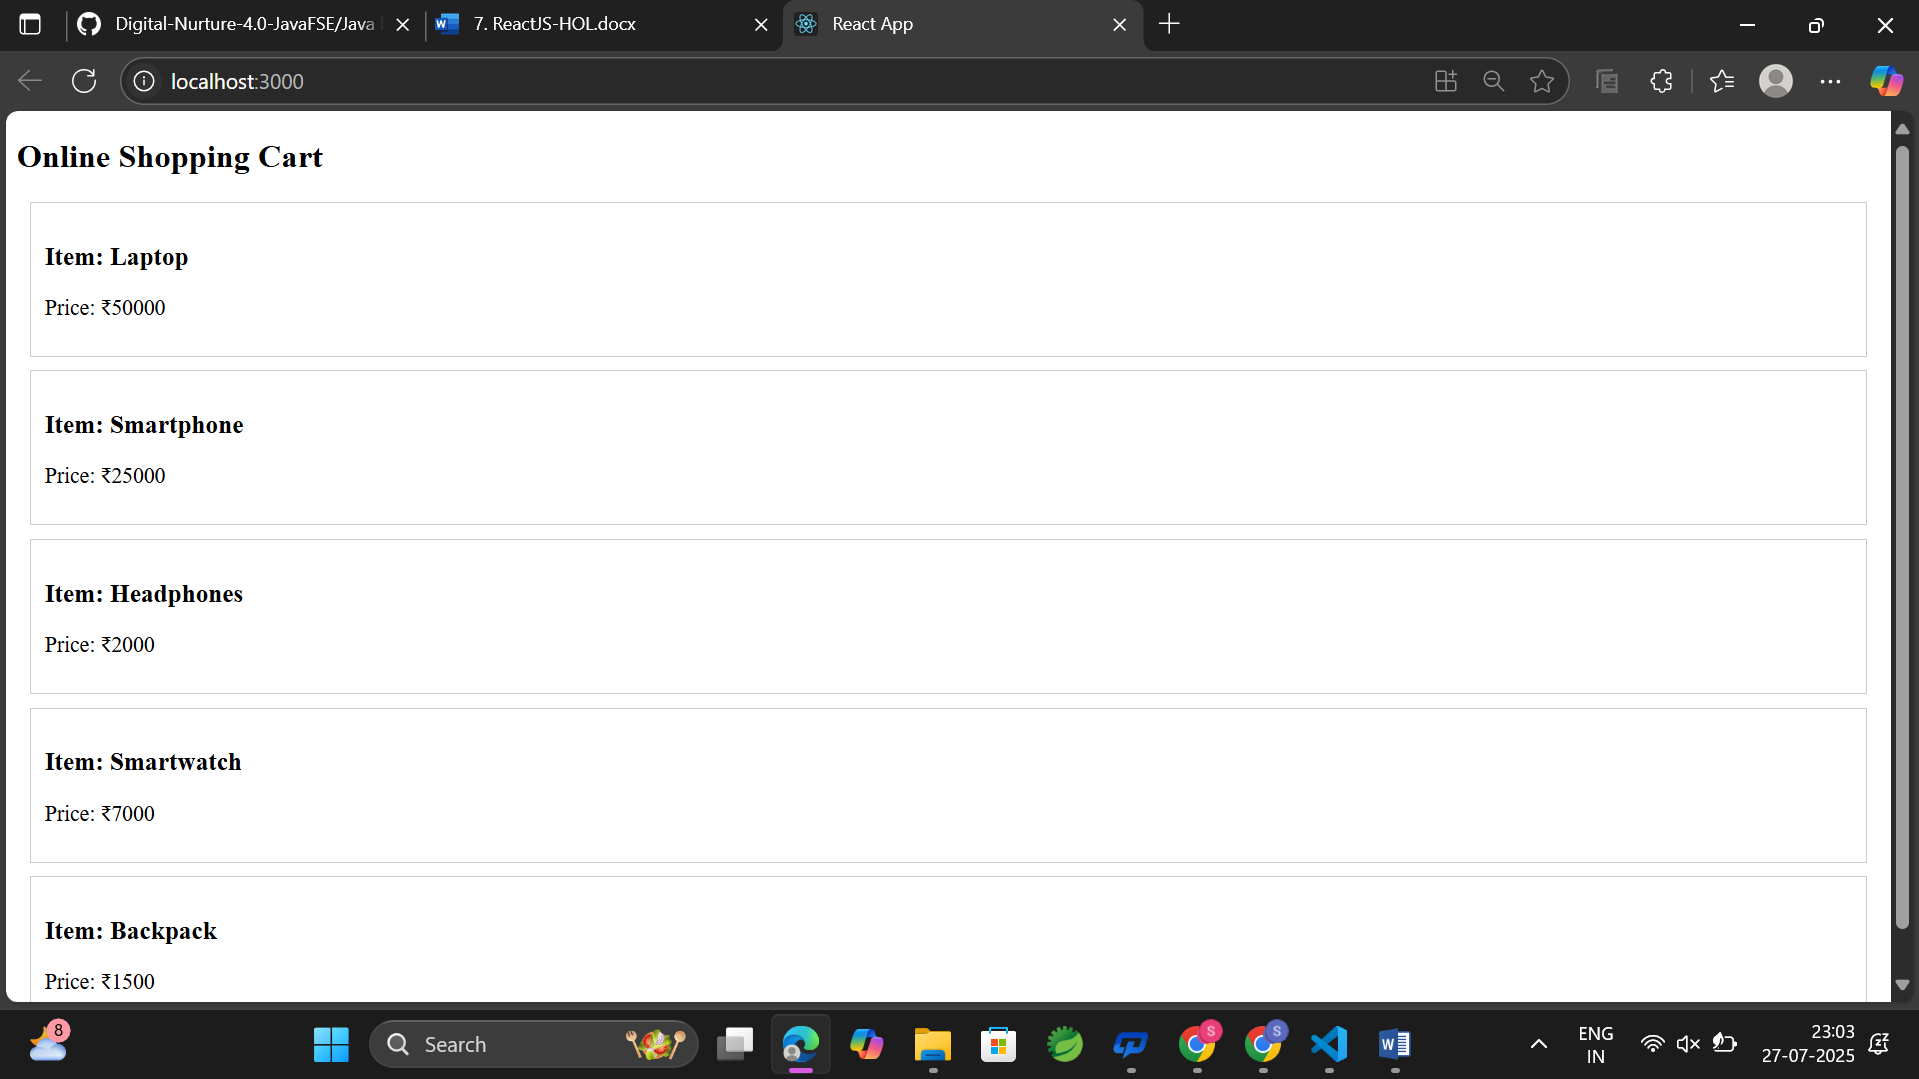 Digital-Nurture-4.0-JavaFSE/Java
7. ReactJS-HOL.docx
React App
localhost:3000
Online Shopping Cart
Item: Laptop
Price: ₹50000
Item: Smartphone
Price: ₹25000
Item: Headphones
Price: ₹2000
Item: Smartwatch
Price: ₹7000
Item: Backpack
Price: ₹1500
8
Search
S
S
ENG
IN
23:03
27-07-2025